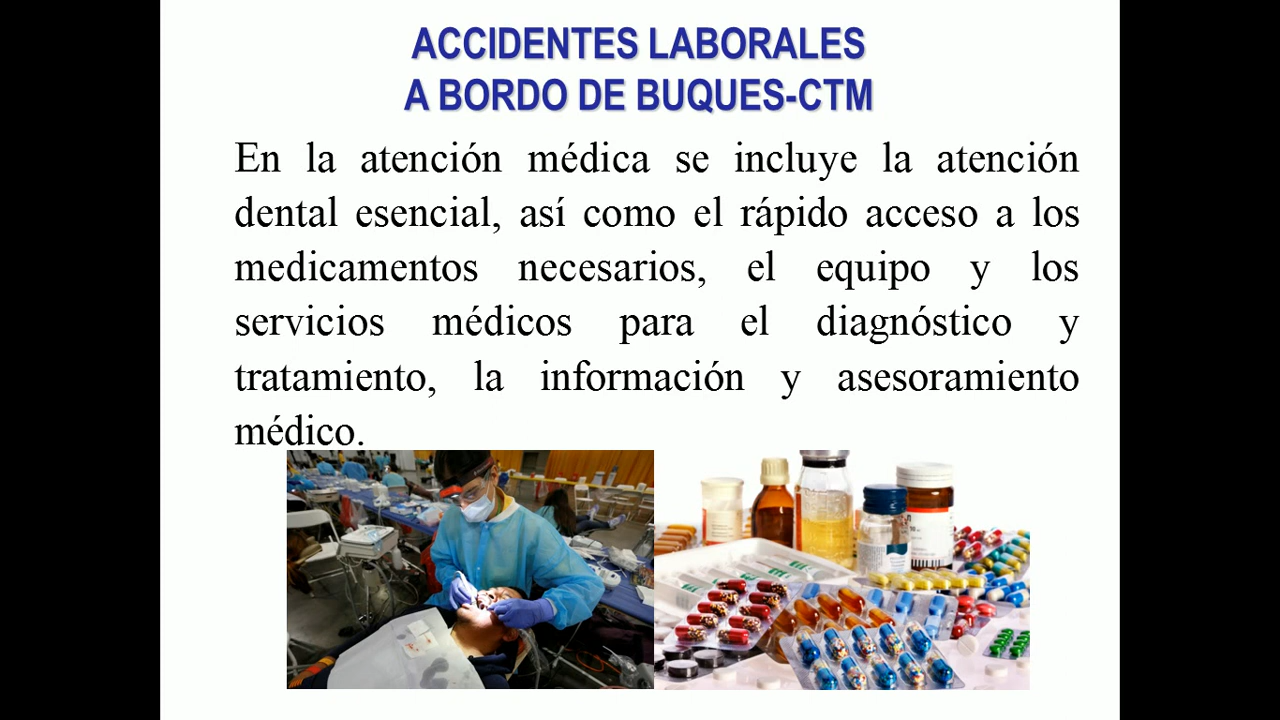 ACCIDENTES LABORALES
A BORDO DE BUQUES-CTM
En la atención médica se incluye la atención
dental esencial, así como el rápido acceso a los
medicamentos necesarios, el equipo y los
servicios médicos para el diagnóstico y
tratamiento, la información y asesoramiento
médico.